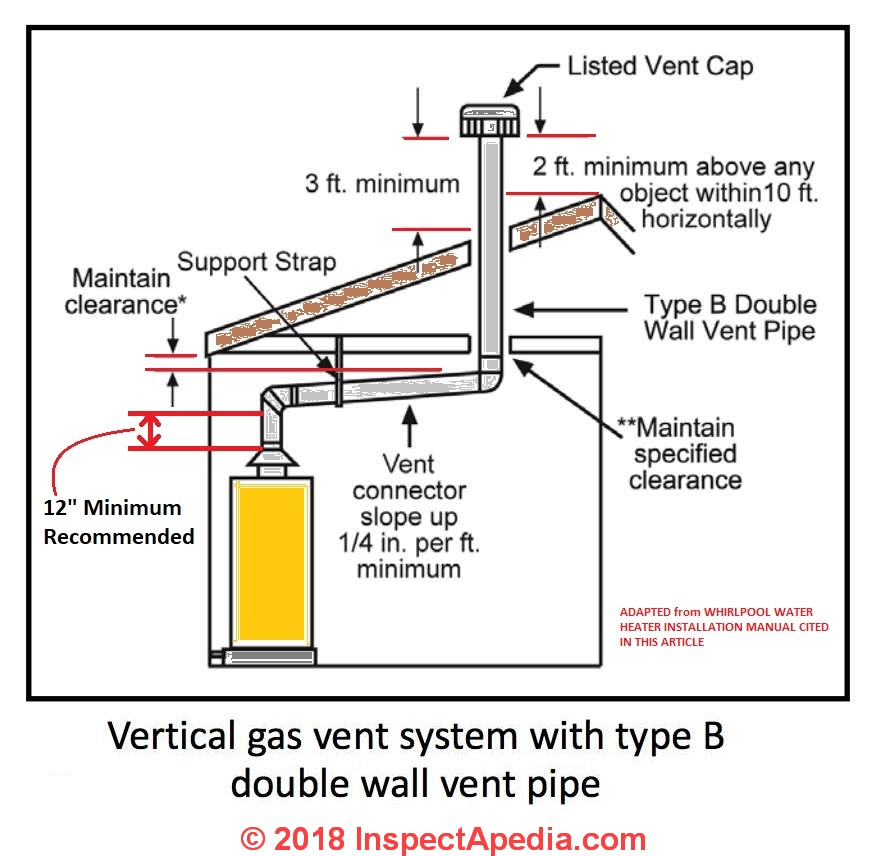 Listed Vent Cap
3 ft. minimum
2 ft. minimum above any
object within10 ft.
horizontally
Support Strap
Maintain
clearance*
Type B Double
Wall Vent Pipe
**Maintain
specified
clearance
Vent
connector
slope up
1/4 in. per ft.
minimum
12" Minimum
Recommended
ADAPTED from WHIRLPOOL WATER
HEATER INSTALLATION MANUAL CITED
IN THIS ARTICLE
Vertical gas vent system with type B
double wall vent pipe
© 2018 InspectApedia.com